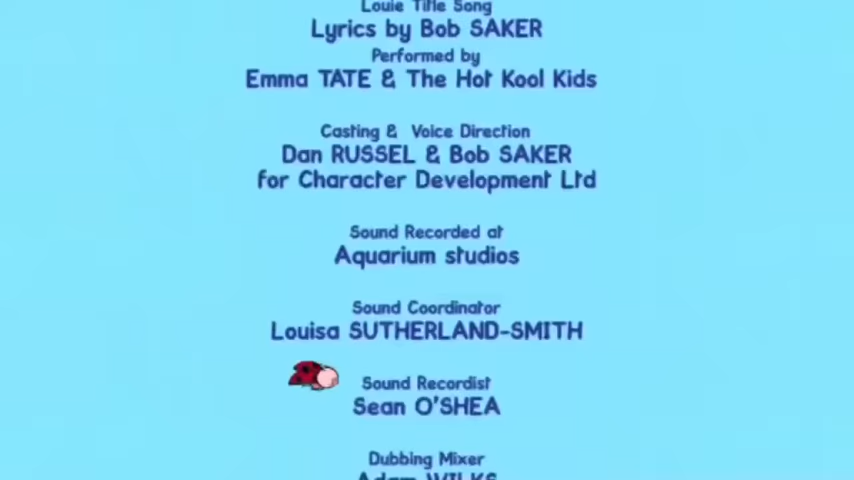 Louie Title Song
Lyrics by Bob SAKER
Performed by
Emma TATE & The Hot Kool Kids
Casting & Voice Direction
Dan RUSSEL & Bob SAKER
for Character Development Ltd
Sound Recorded at
Aquarium studios
Sound Coordinator
Louisa SUTHERLAND-SMITH
Sound Recordist
Sean O'SHEA
Dubbing Mixer
Adam WILKS